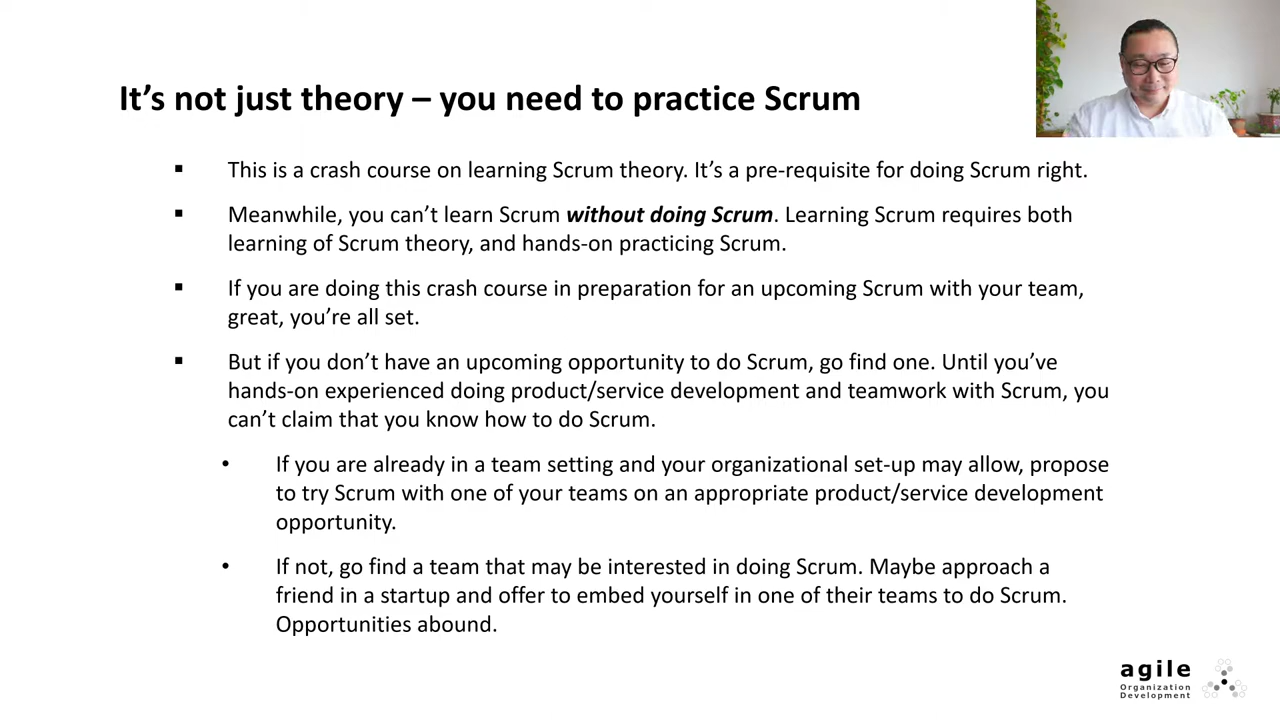 It’s not just theory – you need to practice Scrum
▪ This is a crash course on learning Scrum theory. It’s a pre-requisite for doing Scrum right.
▪ Meanwhile, you can’t learn Scrum without doing Scrum. Learning Scrum requires both
learning of Scrum theory, and hands-on practicing Scrum.
▪ If you are doing this crash course in preparation for an upcoming Scrum with your team,
great, you’re all set.
▪ But if you don’t have an upcoming opportunity to do Scrum, go find one. Until you’ve
hands-on experienced doing product/service development and teamwork with Scrum, you
can’t claim that you know how to do Scrum.
• If you are already in a team setting and your organizational set-up may allow, propose
to try Scrum with one of your teams on an appropriate product/service development
opportunity.
• If not, go find a team that may be interested in doing Scrum. Maybe approach a
friend in a startup and offer to embed yourself in one of their teams to do Scrum.
Opportunities abound.
agile
Organization
Development